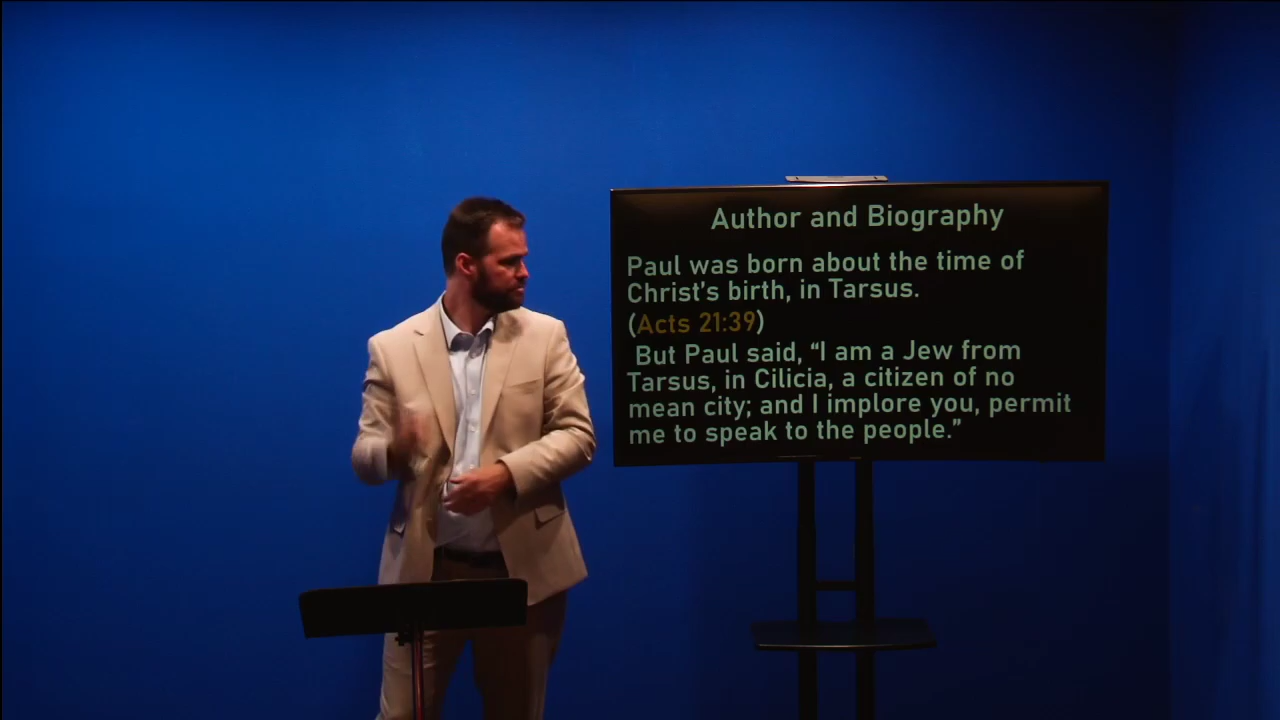 Author and Biography
Paul was born about the time of
Christ's birth, in Tarsus.
(Acts 21:39)
But Paul said, “I am a Jew from
Tarsus, in Cilicia, a citizen of no
mean city; and I implore you, permit
me to speak to the people.”